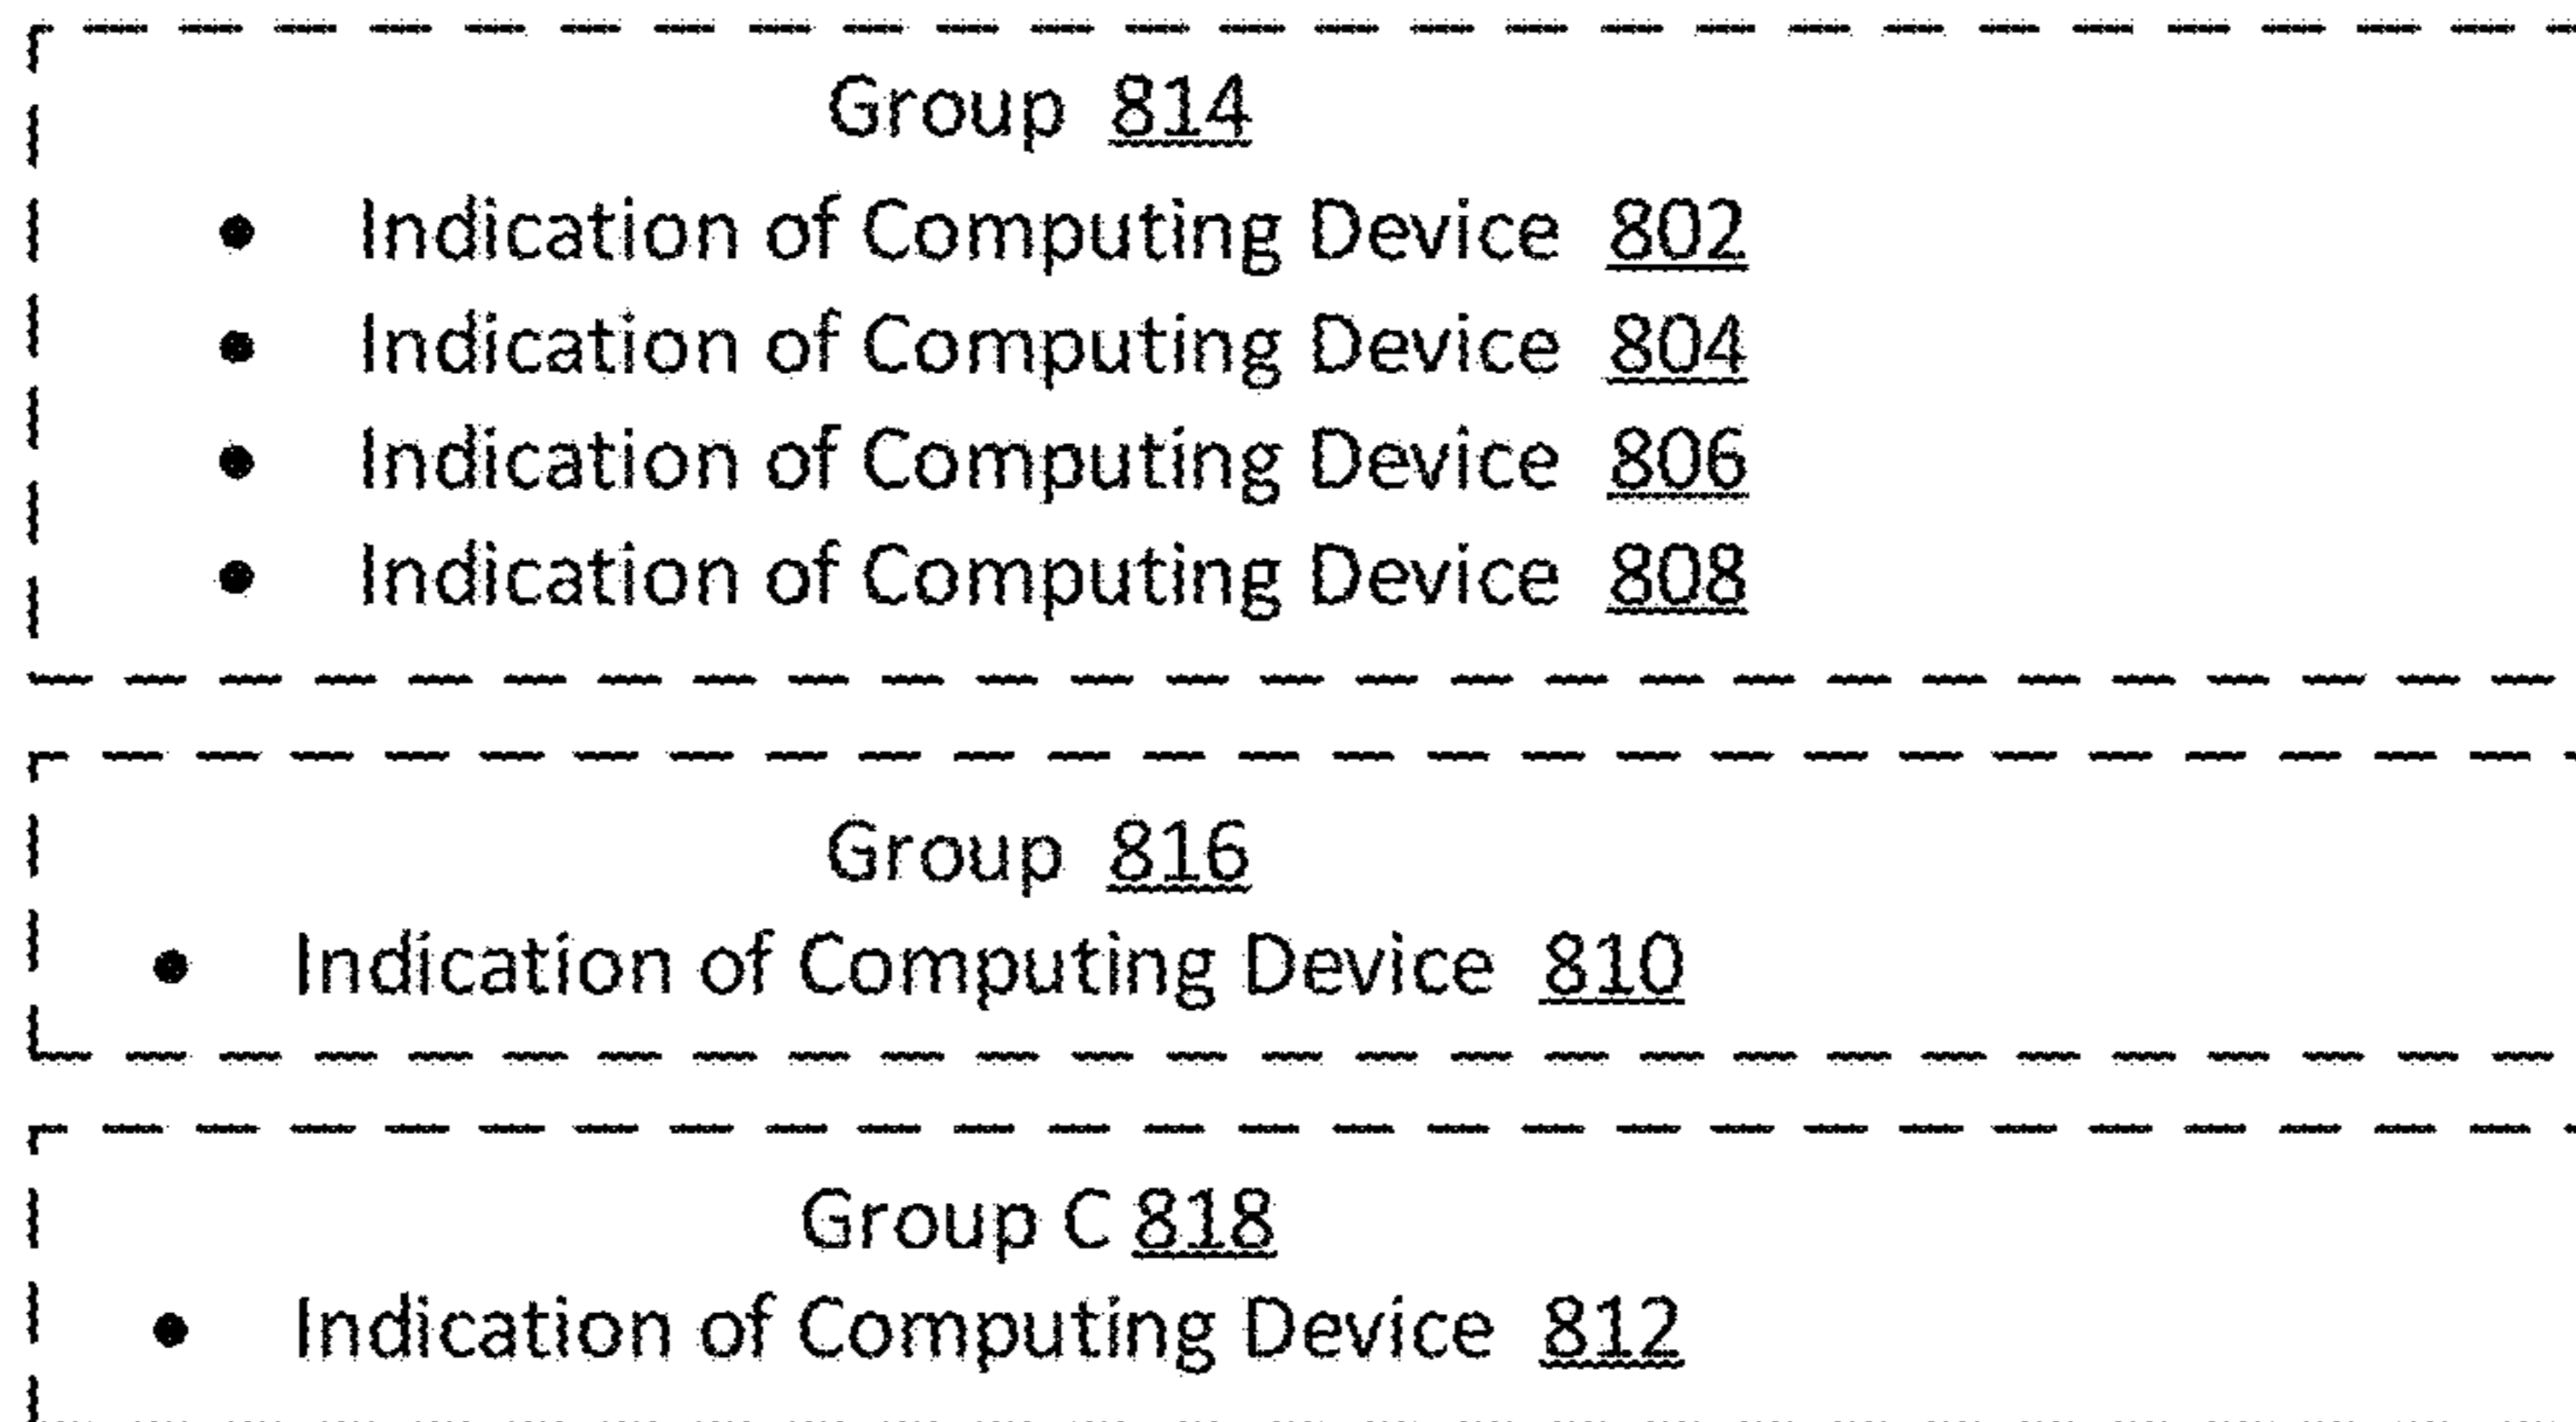 Group 814
• Indication of Computing Device 802
• Indication of Computing Device 804
• Indication of Computing Device 806
• Indication of Computing Device 808
Group 816
• Indication of Computing Device 810
Group C 818
• Indication of Computing Device 812